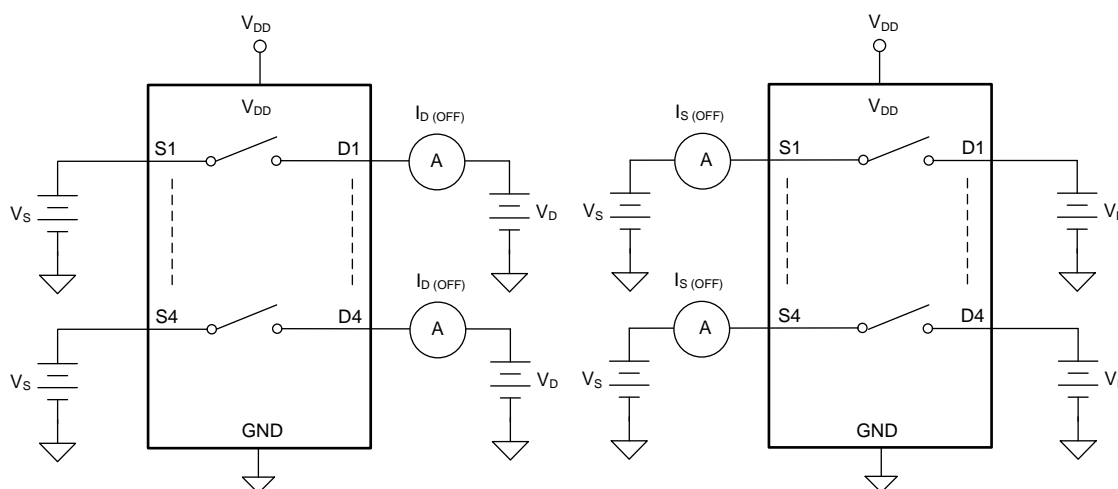 VDD
VDD
ID (OFF)
S1
D1
A
VS
VD
ID (OFF)
S4
D4
A
VS
VD
GND
VDD
VDD
IS (OFF)
S1
D1
A
VS
IS (OFF)
S4
D4
A
VS
GND